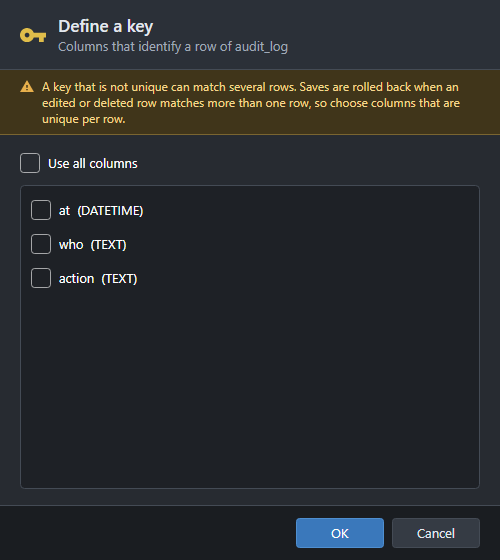 Define a key
Columns that identify a row of audit_log
A key that is not unique can match several rows. Saves are rolled back when an
edited or deleted row matches more than one row, so choose columns that are
unique per row.
Use all columns
at (DATETIME)
who (TEXT)
action (TEXT)
OK
Cancel